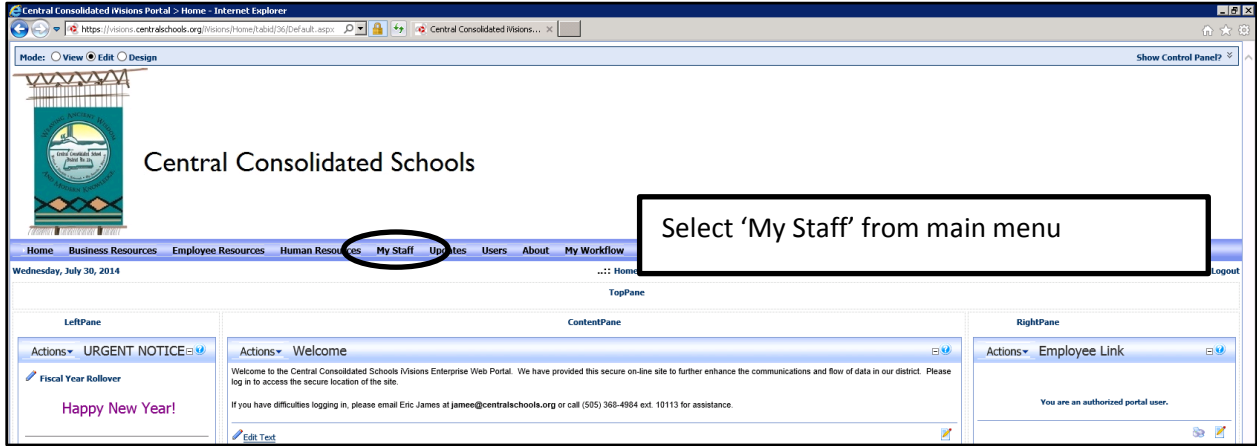 Central Consolidated iVisions Portal > Home - Internet Explorer
https://visions.centralschools.org/iVisions/Home/tabid/36/Default.aspx
Central Consolidated iVisions...
Mode: View Edit Design
Show Control Panel?
Central Consolidated Schools
Select ‘My Staff’ from main menu
Home Business Resources Employee Resources Human Resources My Staff Updates Users About My Workflow
Wednesday, July 30, 2014
..:: Home
Logout
TopPane
LeftPane
ContentPane
RightPane
Actions URGENT NOTICE
Actions Welcome
Actions Employee Link
Fiscal Year Rollover
Happy New Year!
Welcome to the Central Consoildated Schools iVisions Enterprise Web Portal. We have provided this secure on-line site to further enhance the communications and flow of data in our district. Please
log in to access the secure location of the site.
If you have difficulties logging in, please email Eric James at jamee@centralschools.org or call (505) 368-4984 ext. 10113 for assistance.
You are an authorized portal user.
Edit Text